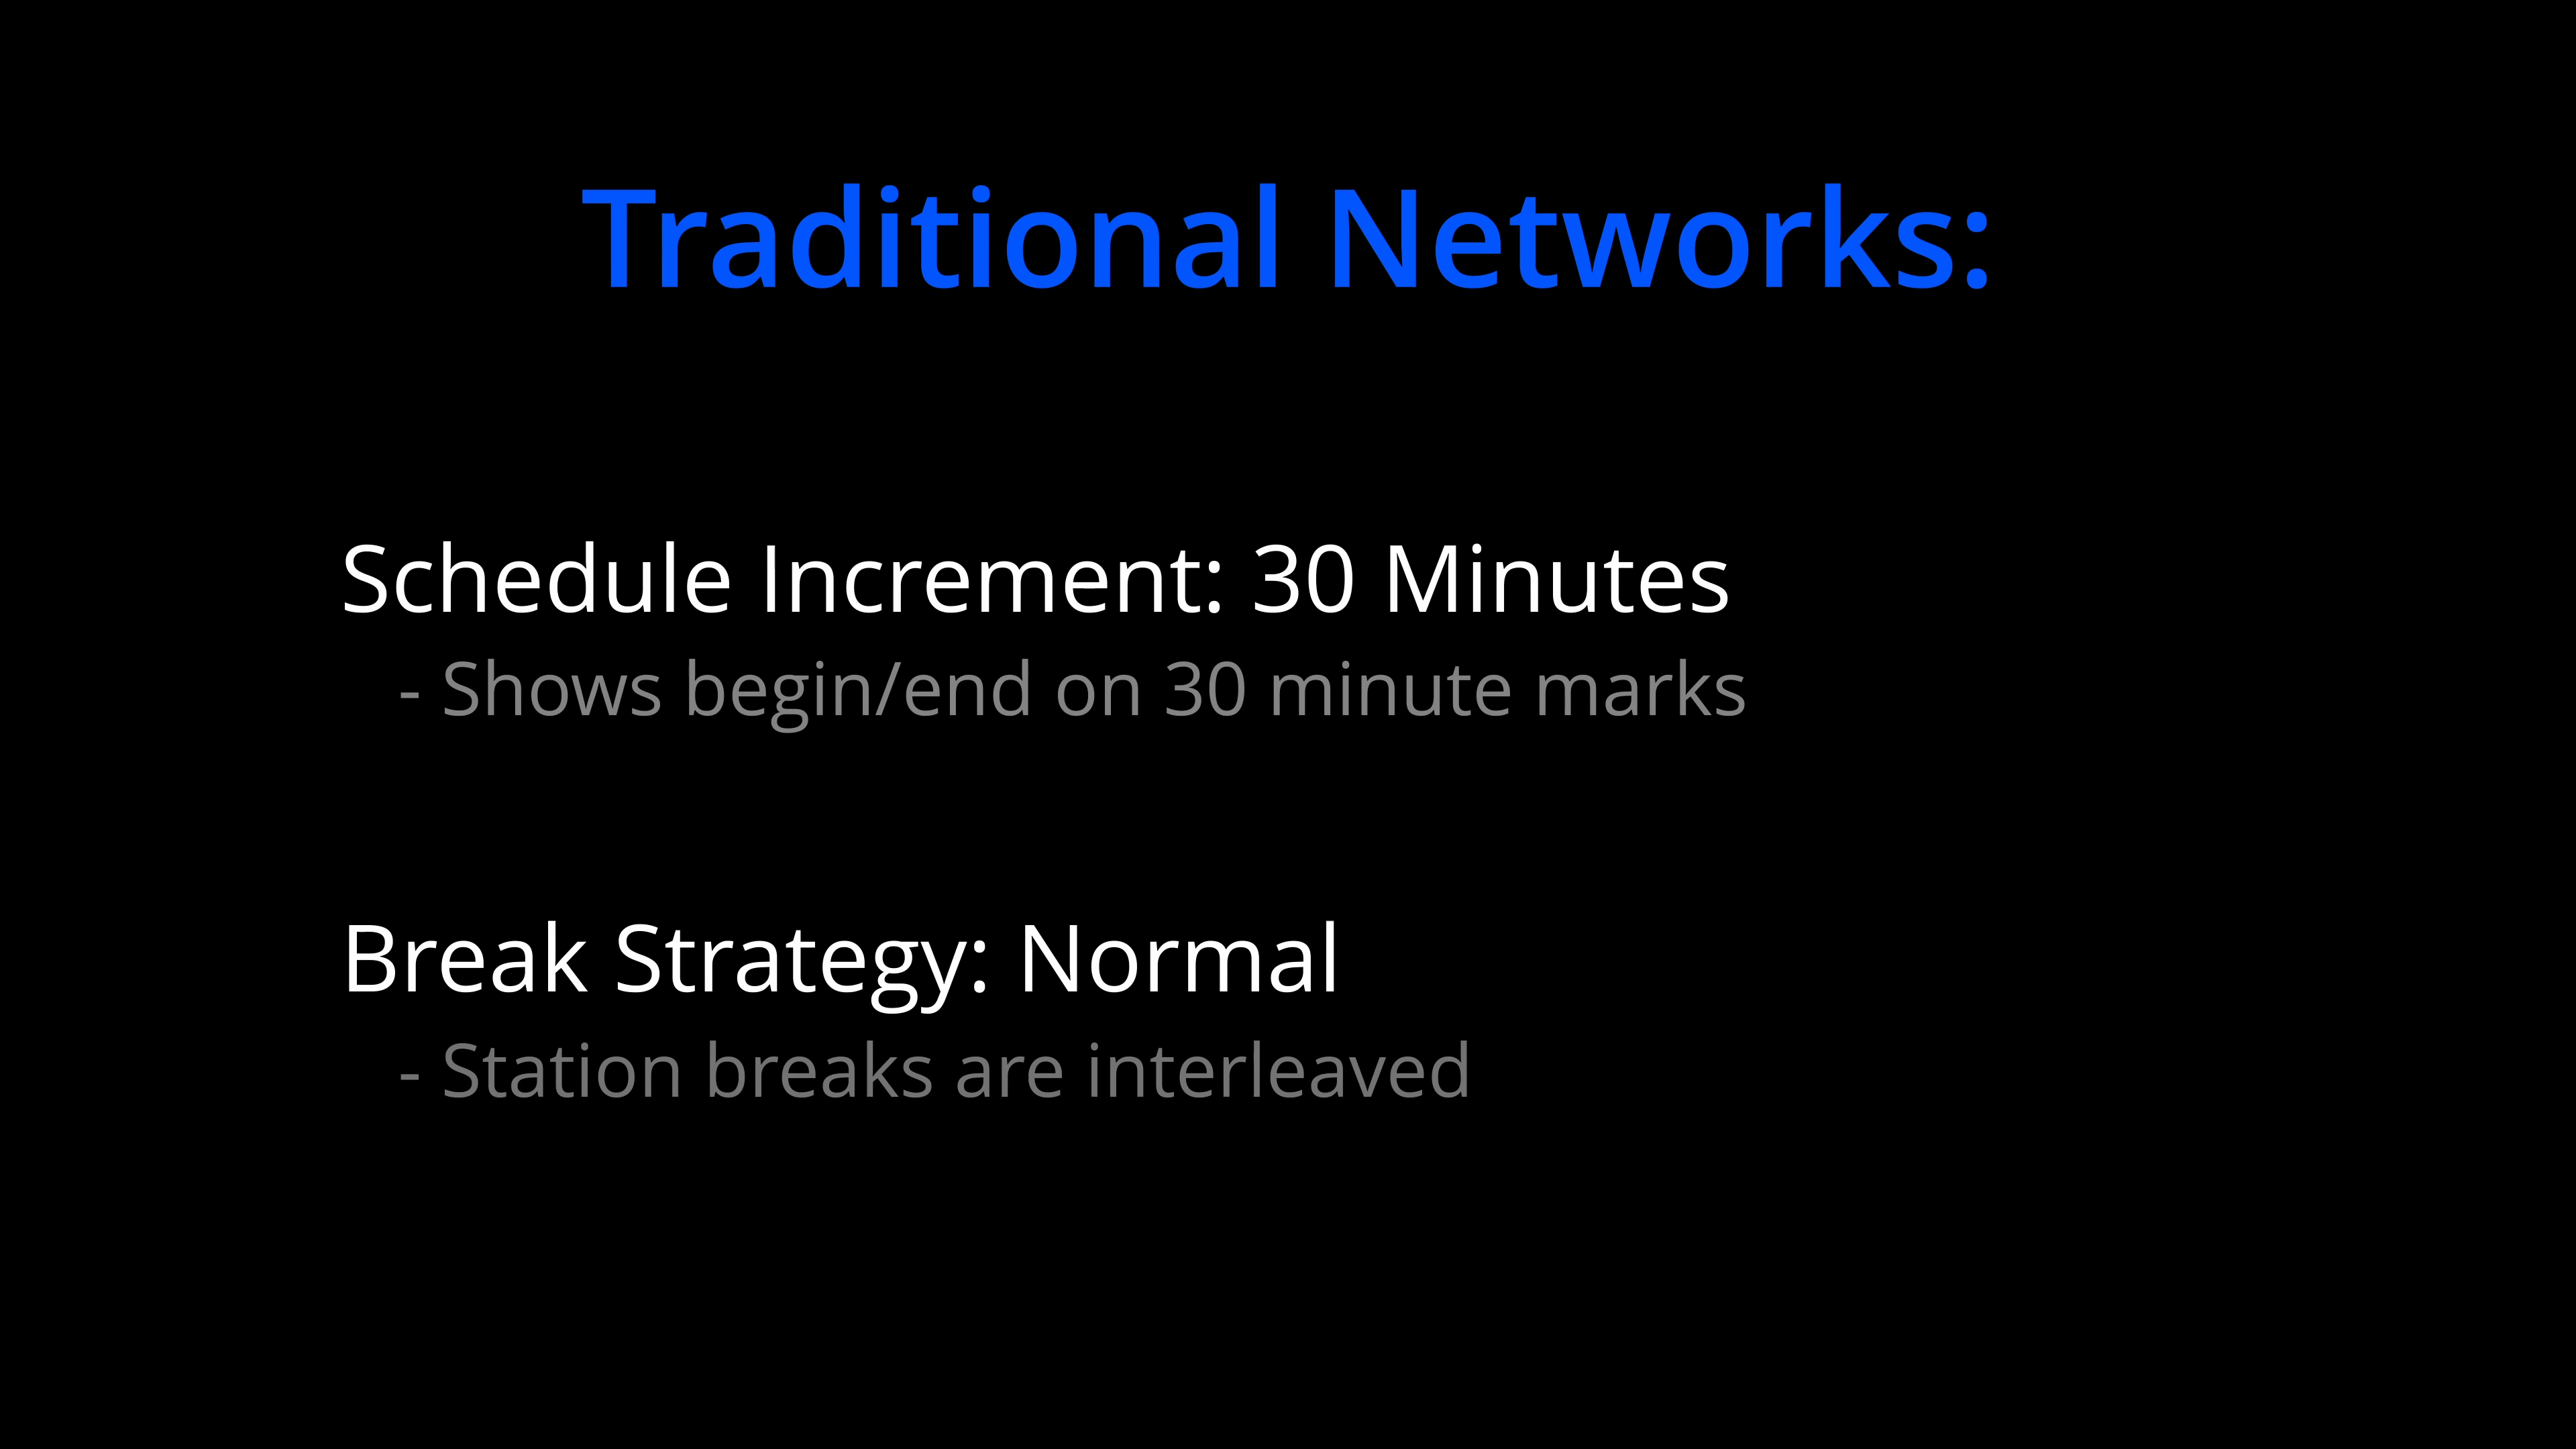 Traditional Networks:
Schedule Increment: 30 Minutes
- Shows begin/end on 30 minute marks
Break Strategy: Normal
- Station breaks are interleaved